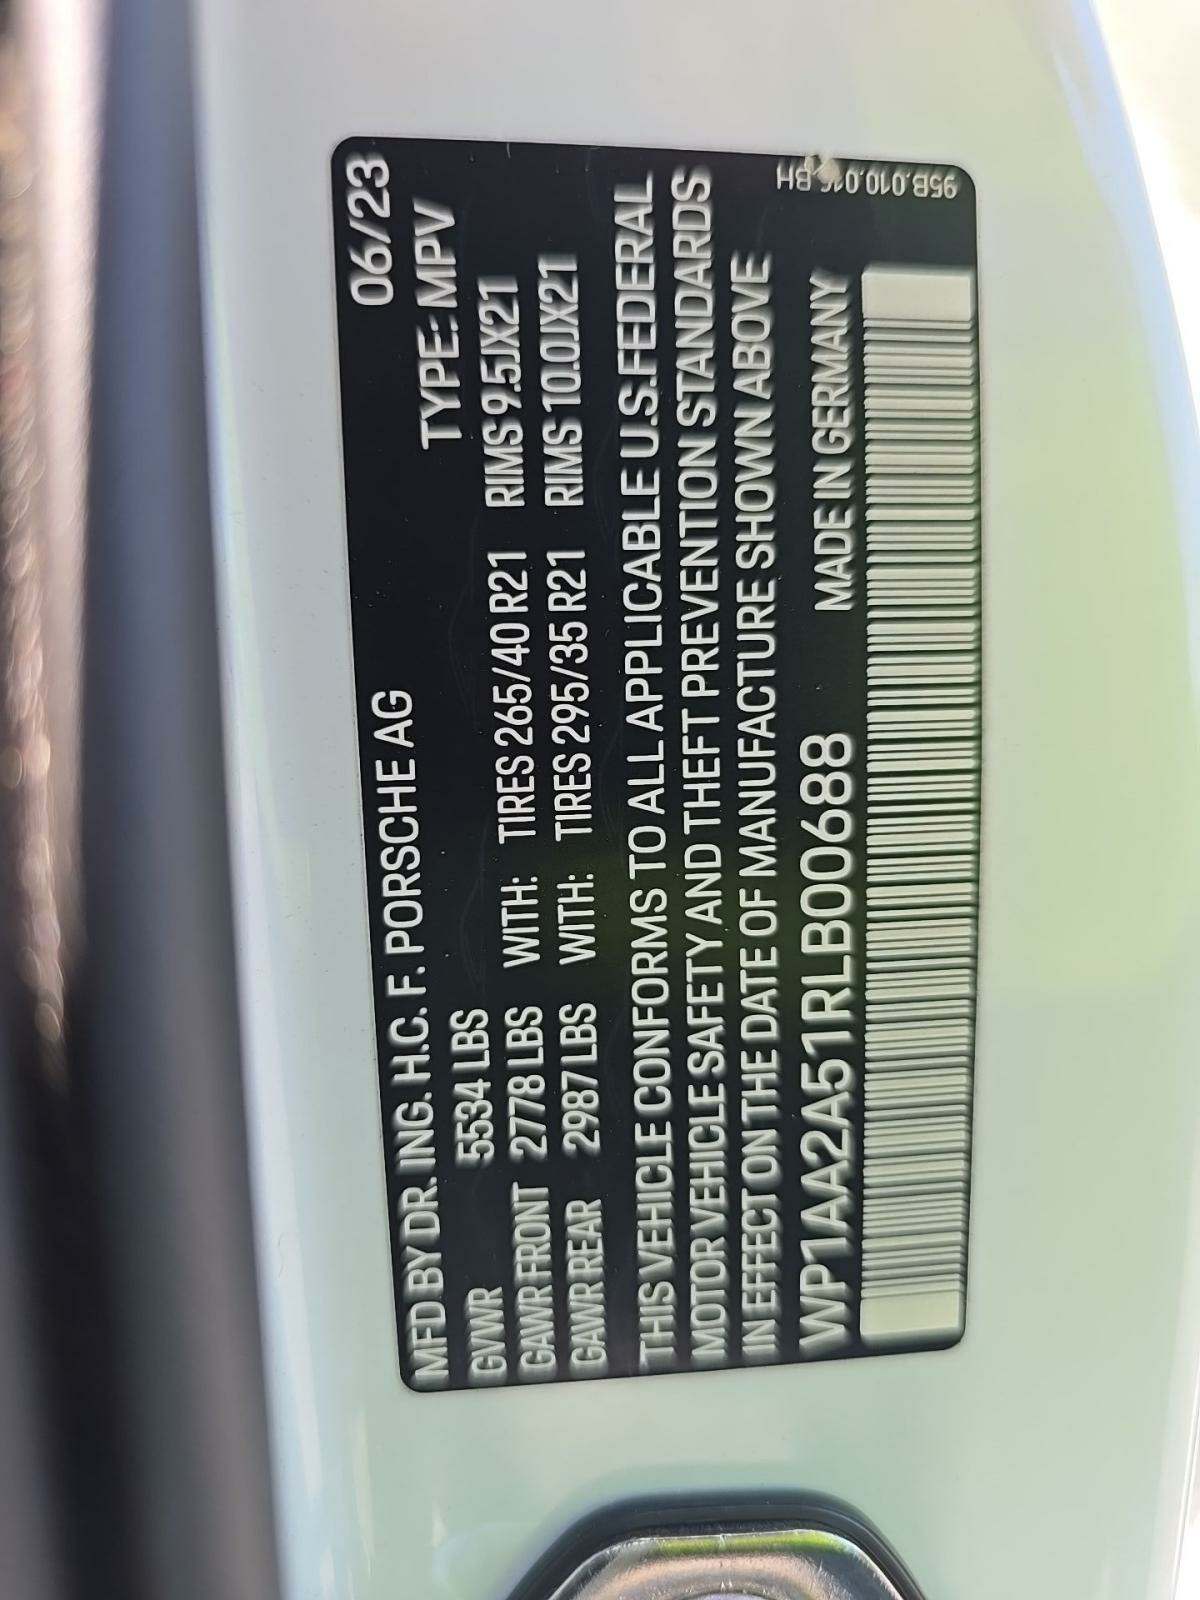 MFD BY DR. ING. H.C. F. PORSCHE AG 06/23
GVWR 5534 LBS TYPE: MPV
GAWR FRONT 2778 LBS WITH: TIRES 265/40 R21 RIMS 9.5JX21
GAWR REAR 2987 LBS WITH: TIRES 295/35 R21 RIMS 10.0JX21
THIS VEHICLE CONFORMS TO ALL APPLICABLE U.S.FEDERAL
MOTOR VEHICLE SAFETY AND THEFT PREVENTION STANDARDS
IN EFFECT ON THE DATE OF MANUFACTURE SHOWN ABOVE
WP1AA2A51RLB00688 MADE IN GERMANY
BH